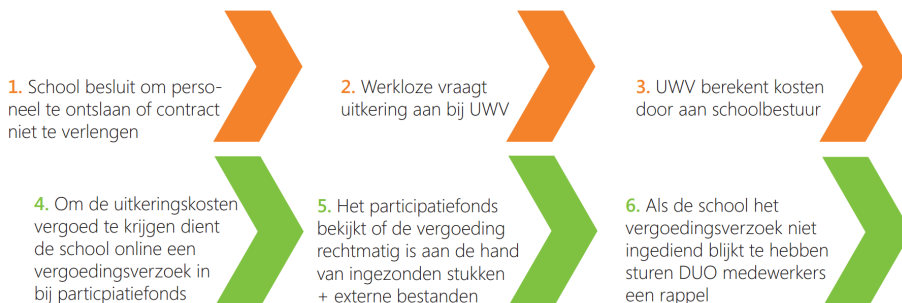 1. School besluit om perso-
neel te ontslaan of contract
niet te verlengen
2. Werkloze vraagt
uitkering aan bij UWV
3. UWV berekent kosten
door aan schoolbestuur
4. Om de uitkeringskosten
vergoed te krijgen dient
de school online een
vergoedingsverzoek in
bij particpiatiefonds
5. Het participatiefonds
bekijkt of de vergoeding
rechtmatig is aan de hand
van ingezonden stukken
+ externe bestanden
6. Als de school het
vergoedingsverzoek niet
ingediend blijkt te hebben
sturen DUO medewerkers
een rappel